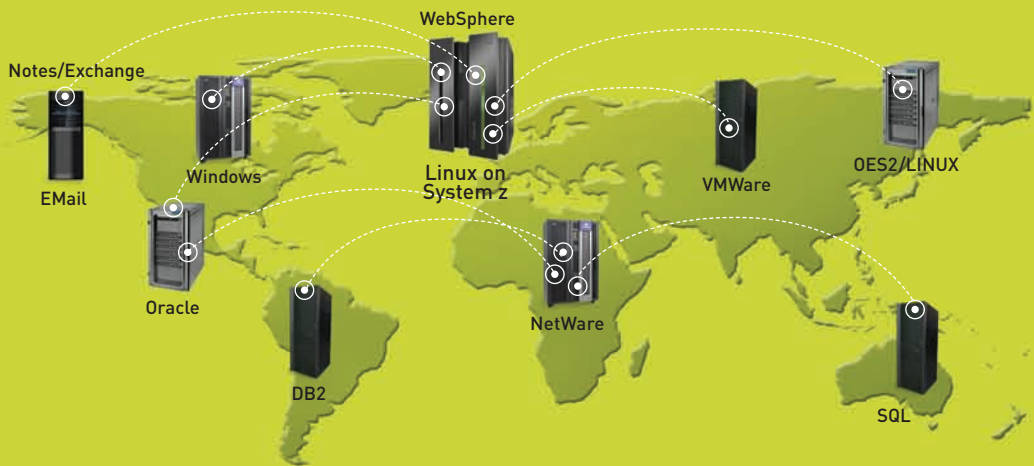 WebSphere
Notes/Exchange
EMail
Windows
Linux on
System z
VMWare
OES2/LINUX
Oracle
NetWare
DB2
SQL